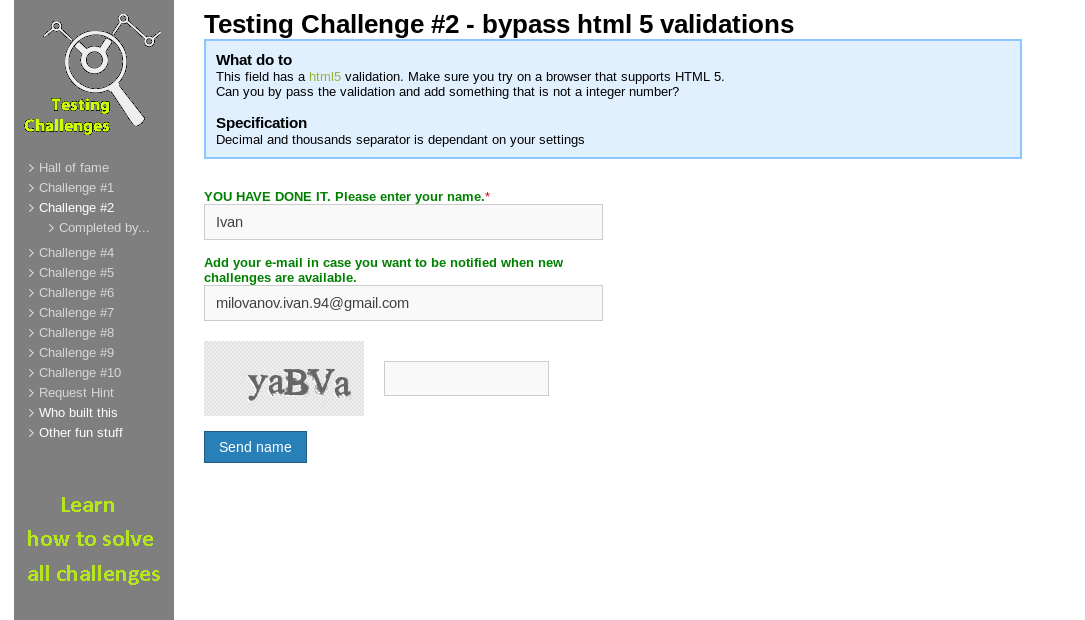 Testing
Challenges
Hall of fame
Challenge #1
Challenge #2
Completed by...
Challenge #4
Challenge #5
Challenge #6
Challenge #7
Challenge #8
Challenge #9
Challenge #10
Request Hint
Who built this
Other fun stuff
Learn
how to solve
all challenges
Testing Challenge #2 - bypass html 5 validations
What do to
This field has a html5 validation. Make sure you try on a browser that supports HTML 5.
Can you by pass the validation and add something that is not a integer number?
Specification
Decimal and thousands separator is dependant on your settings
YOU HAVE DONE IT. Please enter your name.*
Ivan
Add your e-mail in case you want to be notified when new
challenges are available.
milovanov.ivan.94@gmail.com
yaBVa
Send name